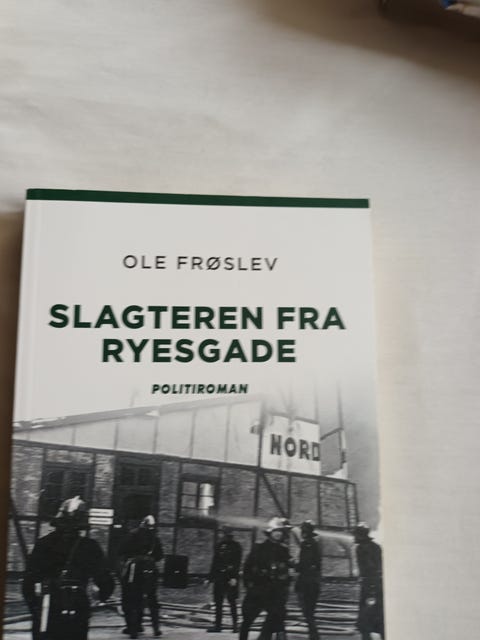 OLE FRØSLEV
SLAGTEREN FRA
RYESGADE
POLITIROMAN
NORD